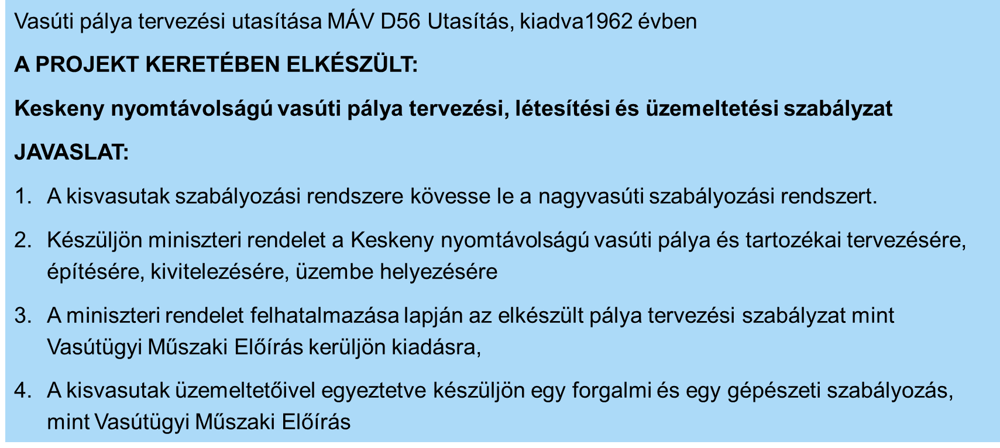 Vasúti pálya tervezési utasítása MÁV D56 Utasítás, kiadva1962 évben
A PROJEKT KERETÉBEN ELKÉSZÜLT:
Keskeny nyomtávolságú vasúti pálya tervezési, létesítési és üzemeltetési szabályzat
JAVASLAT:
1. A kisvasutak szabályozási rendszere kövesse le a nagyvasúti szabályozási rendszert.
2. Készüljön miniszteri rendelet a Keskeny nyomtávolságú vasúti pálya és tartozékai tervezésére,
építésére, kivitelezésére, üzembe helyezésére
3. A miniszteri rendelet felhatalmazása lapján az elkészült pálya tervezési szabályzat mint
Vasútügyi Műszaki Előírás kerüljön kiadásra,
4. A kisvasutak üzemeltetőivel egyeztetve készüljön egy forgalmi és egy gépészeti szabályozás,
mint Vasútügyi Műszaki Előírás